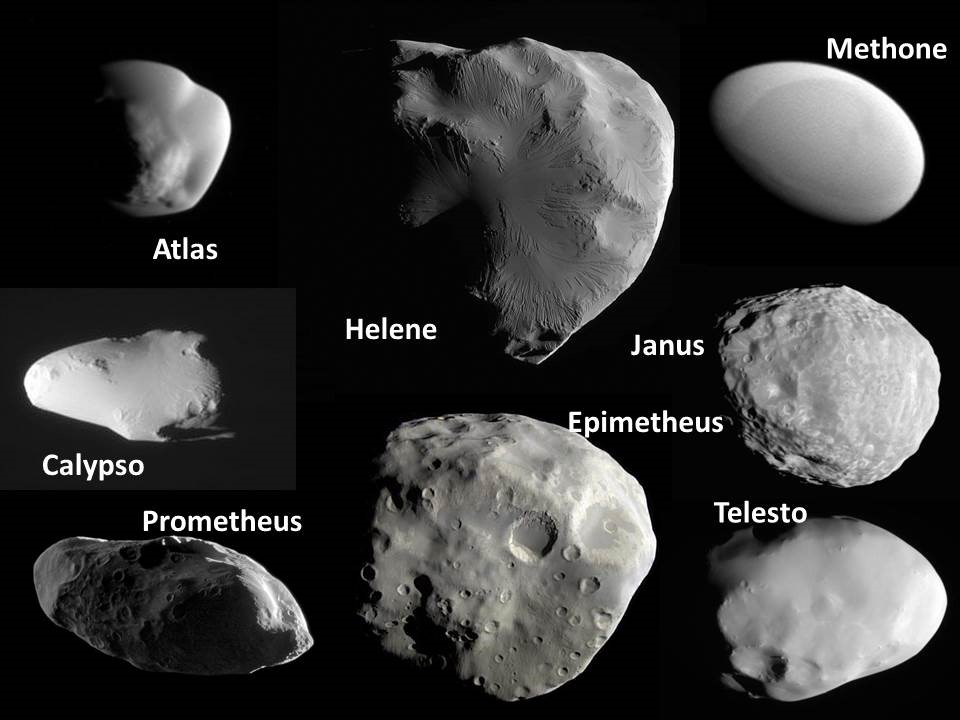 Methone
Atlas
Helene
Janus
Epimetheus
Calypso
Telesto
Prometheus